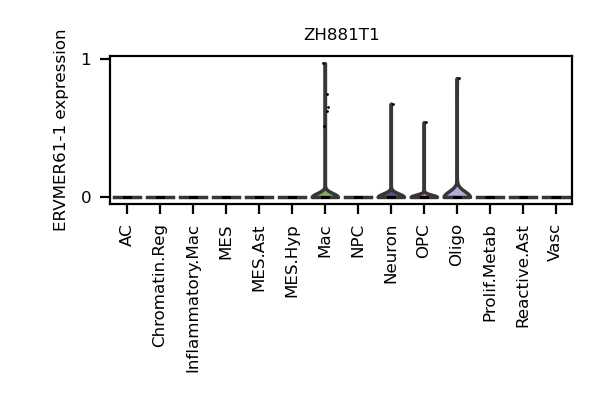 ZH881T1
ERVMER61-1 expression
1
0
AC
Chromatin.Reg
Inflammatory.Mac
MES
MES.Ast
MES.Hyp
Mac
NPC
Neuron
OPC
Oligo
Prolif.Metab
Reactive.Ast
Vasc